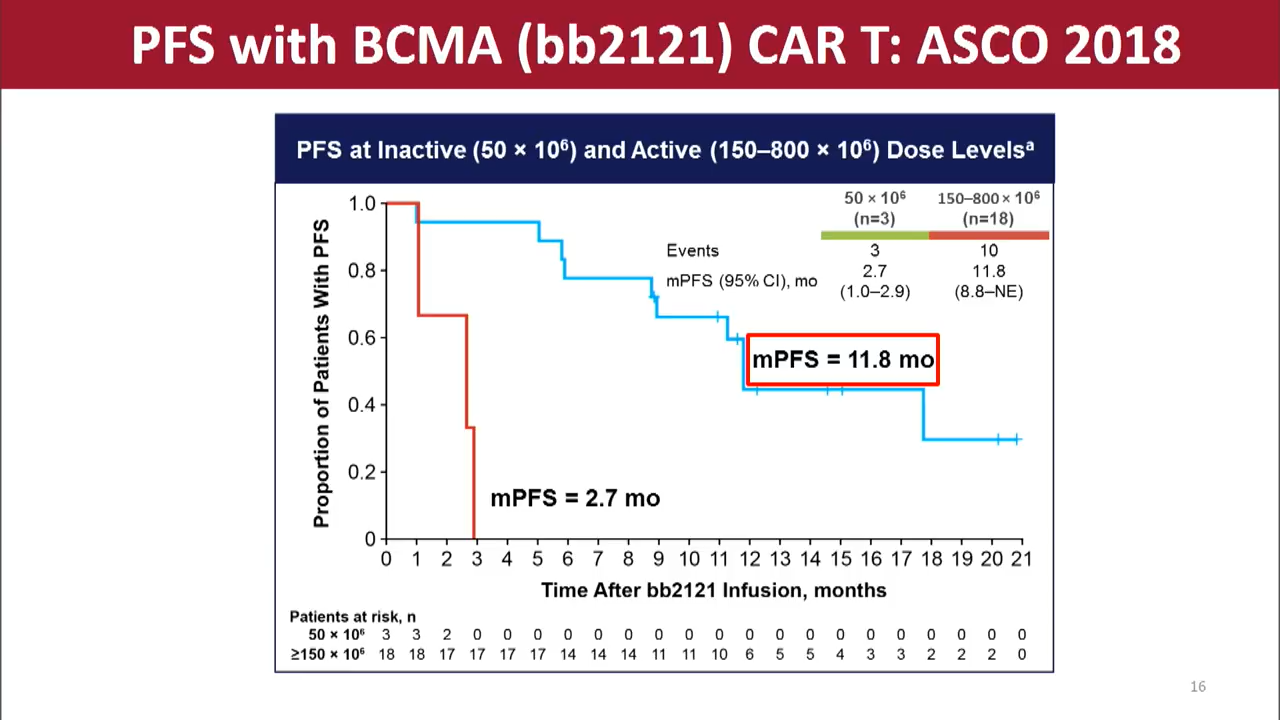 PFS with BCMA (bb2121) CAR T: ASCO 2018
PFS at Inactive (50 × 10⁶) and Active (150–800 × 10⁶) Dose Levelsᵃ
50 × 10⁶ 150–800 × 10⁶
(n=3) (n=18)
Events 3 10
mPFS (95% CI), mo 2.7 11.8
(1.0–2.9) (8.8–NE)
Proportion of Patients With PFS
1.0
0.8
0.6
0.4
0.2
0
mPFS = 11.8 mo
mPFS = 2.7 mo
0 1 2 3 4 5 6 7 8 9 10 11 12 13 14 15 16 17 18 19 20 21
Time After bb2121 Infusion, months
Patients at risk, n
50 × 10⁶ 3 3 2 0 0 0 0 0 0 0 0 0 0 0 0 0 0 0 0 0 0 0
≥150 × 10⁶ 18 18 17 17 17 17 14 14 14 11 11 10 6 5 5 4 3 3 2 2 2 0
16